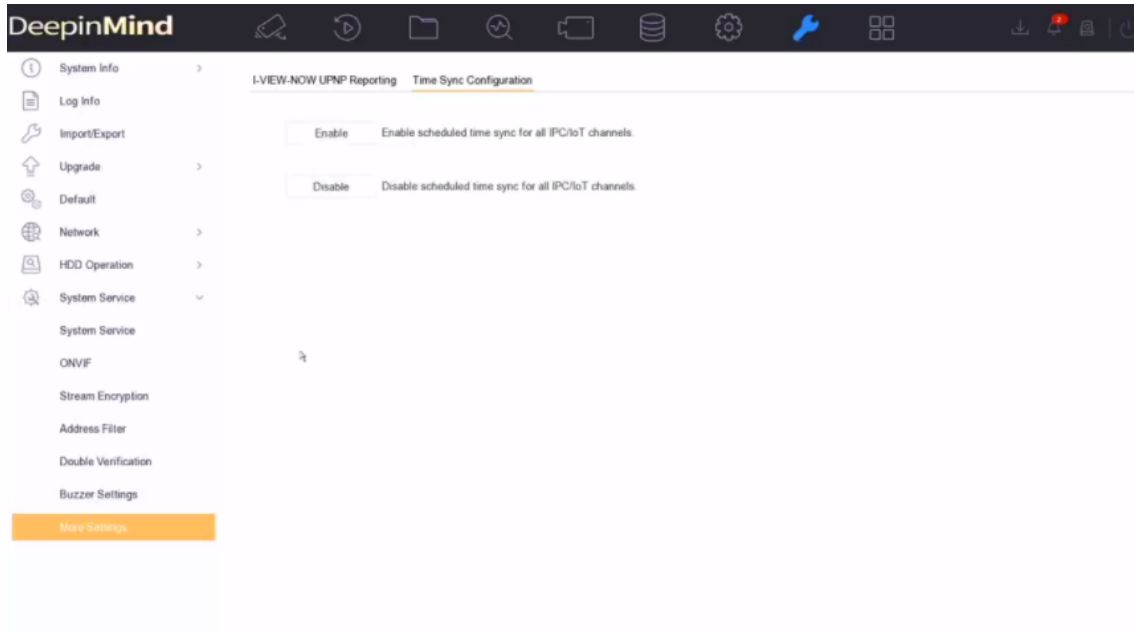 DeepinMind
2
System Info
Log Info
Import/Export
Upgrade
Default
Network
HDD Operation
System Service
System Service
ONVIF
Stream Encryption
Address Filter
Double Verification
Buzzer Settings
More Settings
I-VIEW-NOW UPNP Reporting Time Sync Configuration
Enable Enable scheduled time sync for all IPC/IoT channels.
Disable Disable scheduled time sync for all IPC/IoT channels.